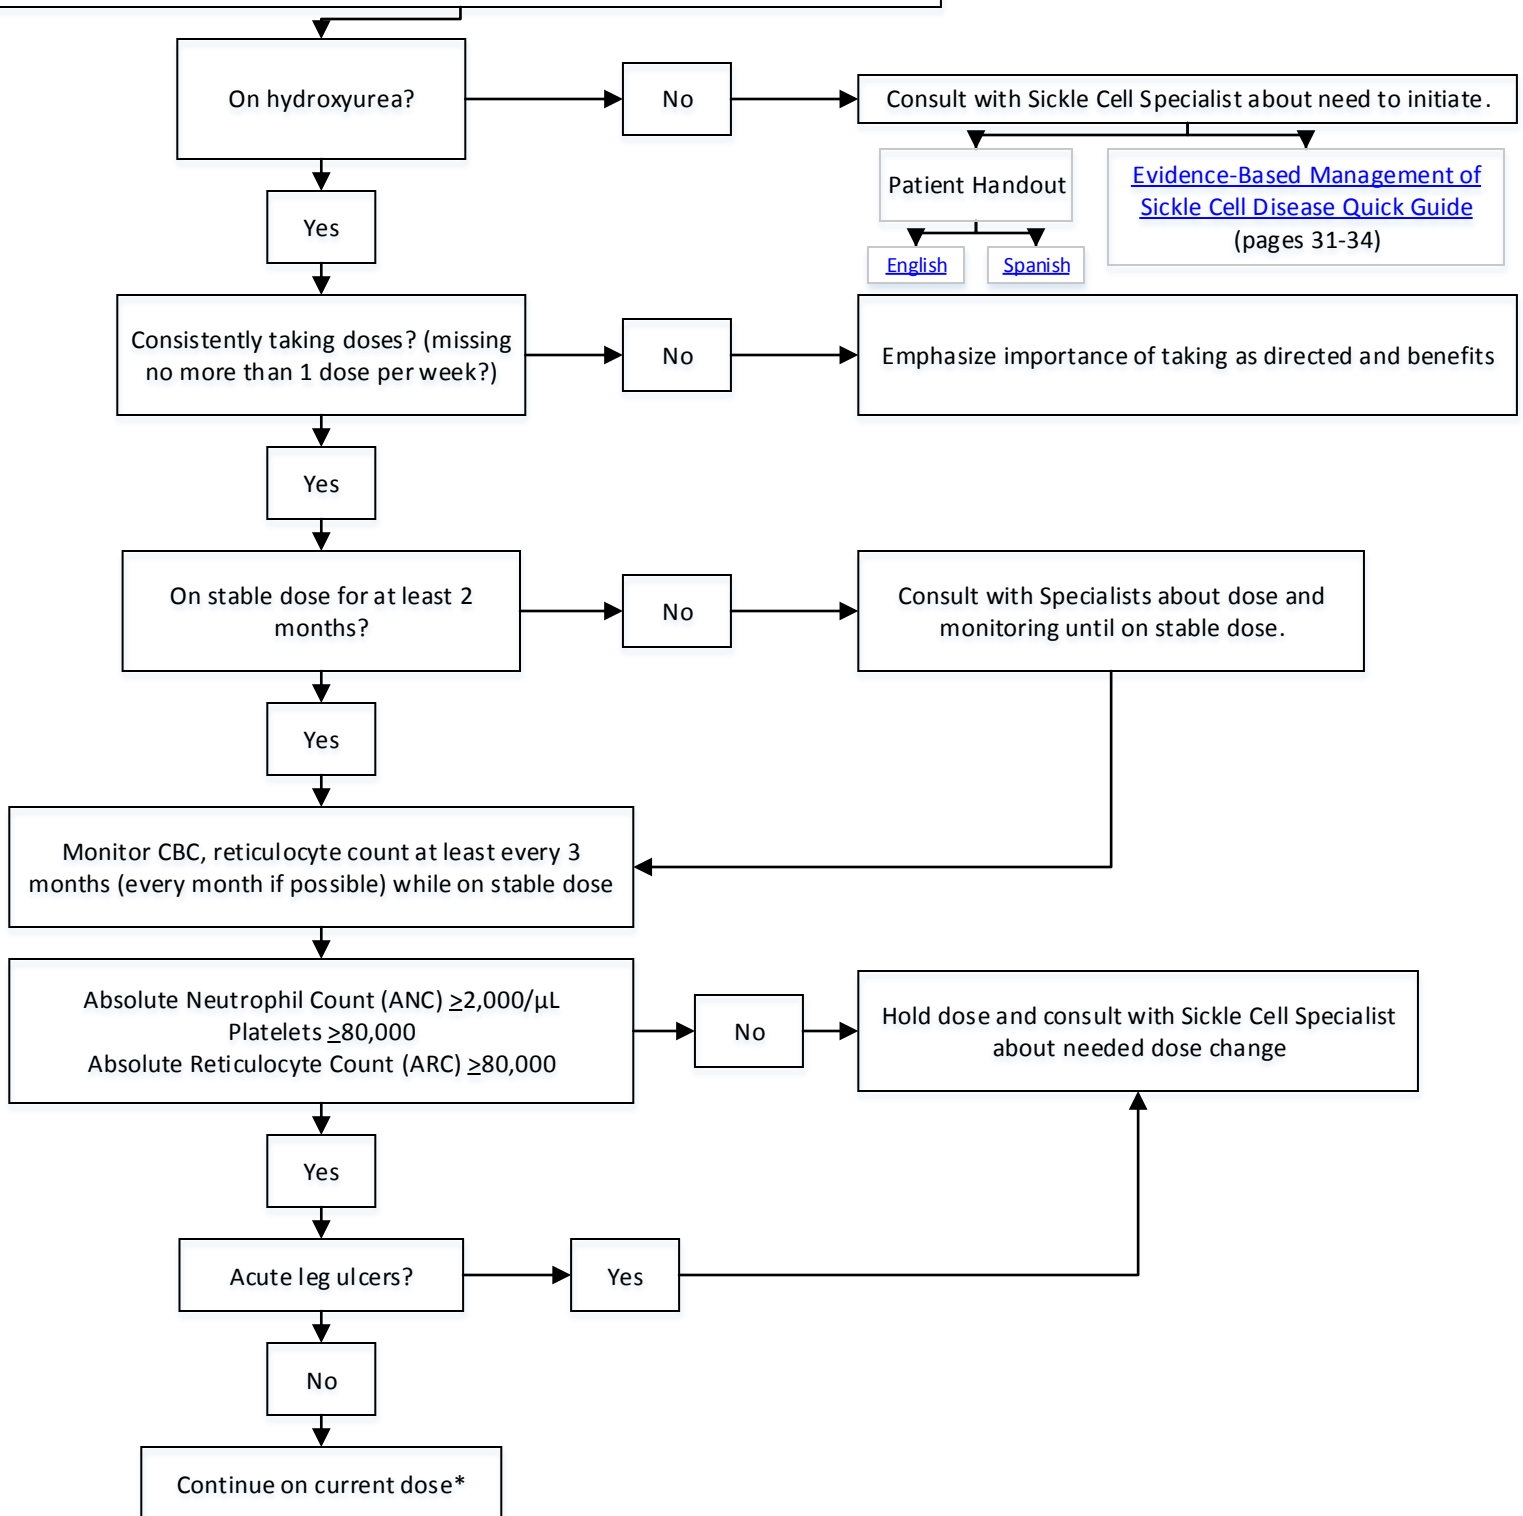 On hydroxyurea?
No
Consult with Sickle Cell Specialist about need to initiate.
Patient Handout
Evidence-Based Management of
Sickle Cell Disease Quick Guide
(pages 31-34)
English
Spanish
Yes
Consistently taking doses? (missing
no more than 1 dose per week?)
No
Emphasize importance of taking as directed and benefits
Yes
On stable dose for at least 2
months?
No
Consult with Specialists about dose and
monitoring until on stable dose.
Yes
Monitor CBC, reticulocyte count at least every 3
months (every month if possible) while on stable dose
Absolute Neutrophil Count (ANC) ≥2,000/µL
Platelets ≥80,000
Absolute Reticulocyte Count (ARC) ≥80,000
No
Hold dose and consult with Sickle Cell Specialist
about needed dose change
Yes
Acute leg ulcers?
Yes
No
Continue on current dose*